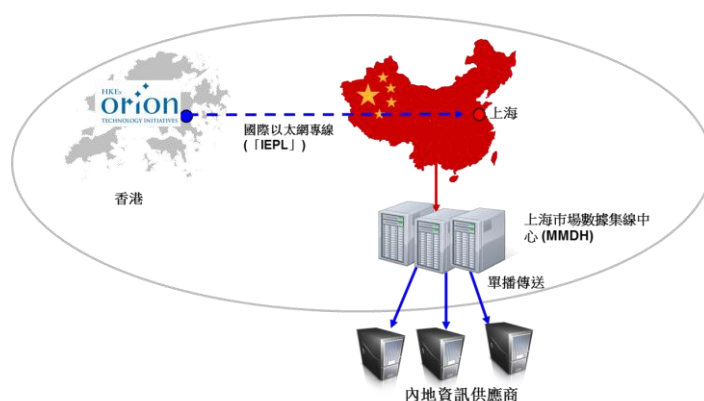 HKEx
orion
TECHNOLOGY INITIATIVES
國際以太網專線
(「IEPL」)
上海
香港
上海市場數據集線中
心 (MMDH)
單播傳送
內地資訊供應商